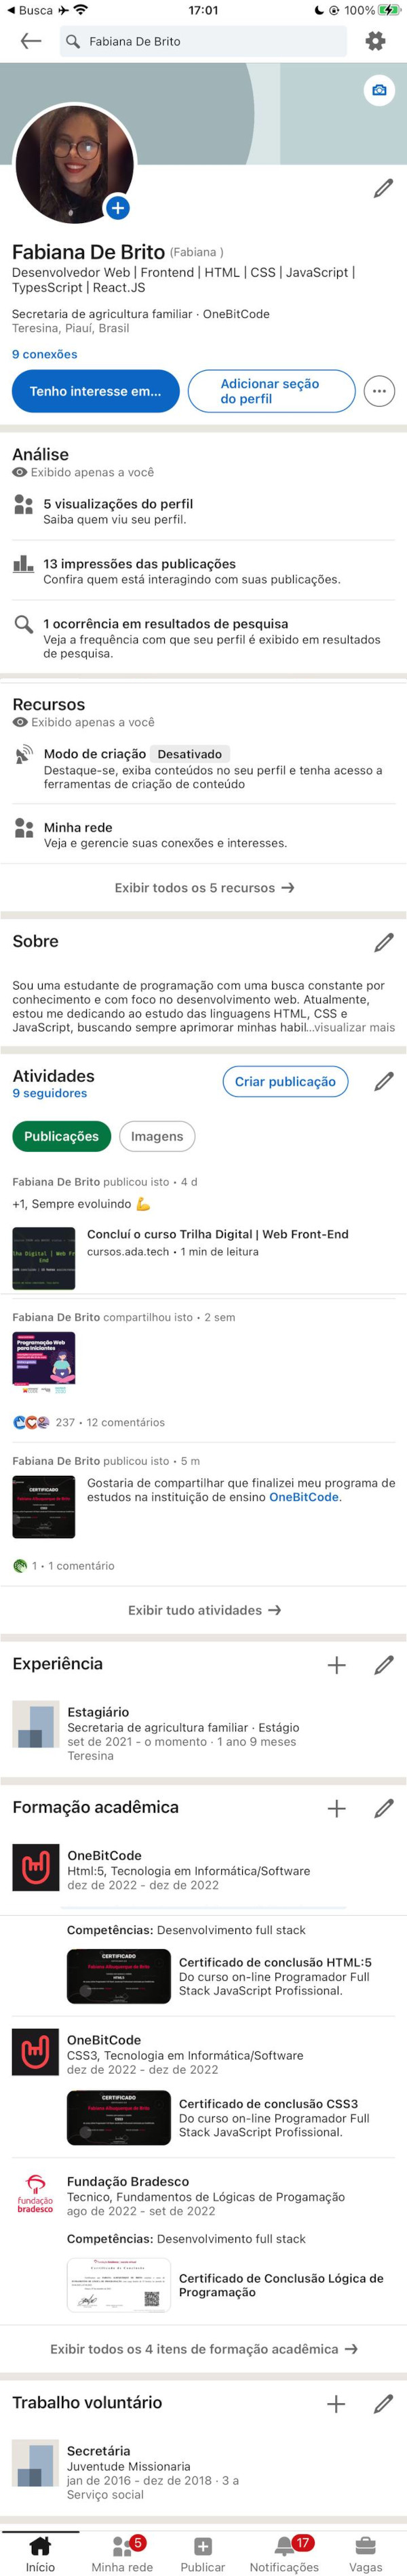 Busca
17:01
100%
Fabiana De Brito
Fabiana De Brito (Fabiana )
Desenvolvedor Web | Frontend | HTML | CSS | JavaScript |
TypesScript | React.JS
Secretaria de agricultura familiar · OneBitCode
Teresina, Piauí, Brasil
9 conexões
Tenho interesse em...
Adicionar seção
do perfil
Análise
Exibido apenas a você
5 visualizações do perfil
Saiba quem viu seu perfil.
13 impressões das publicações
Confira quem está interagindo com suas publicações.
1 ocorrência em resultados de pesquisa
Veja a frequência com que seu perfil é exibido em resultados
de pesquisa.
Recursos
Exibido apenas a você
Modo de criação Desativado
Destaque-se, exiba conteúdos no seu perfil e tenha acesso a
ferramentas de criação de conteúdo
Minha rede
Veja e gerencie suas conexões e interesses.
Exibir todos os 5 recursos →
Sobre
Sou uma estudante de programação com uma busca constante por
conhecimento e com foco no desenvolvimento web. Atualmente,
estou me dedicando ao estudo das linguagens HTML, CSS e
JavaScript, buscando sempre aprimorar minhas habil...visualizar mais
Atividades
9 seguidores
Criar publicação
Publicações
Imagens
Fabiana De Brito publicou isto • 4 d
+1, Sempre evoluindo 💪
Concluí o curso Trilha Digital | Web Front-End
cursos.ada.tech • 1 min de leitura
Fabiana De Brito compartilhou isto • 2 sem
Programação Web
para iniciantes
237 • 12 comentários
Fabiana De Brito publicou isto • 5 m
CERTIFICADO
Gostaria de compartilhar que finalizei meu programa de
estudos na instituição de ensino OneBitCode.
1 • 1 comentário
Exibir tudo atividades →
Experiência
Estagiário
Secretaria de agricultura familiar · Estágio
set de 2021 - o momento · 1 ano 9 meses
Teresina
Formação acadêmica
OneBitCode
Html:5, Tecnologia em Informática/Software
dez de 2022 - dez de 2022
Competências: Desenvolvimento full stack
CERTIFICADO
Fabiana Albuquerque de Brito
Certificado de conclusão HTML:5
Do curso on-line Programador Full
Stack JavaScript Profissional.
OneBitCode
CSS3, Tecnologia em Informática/Software
dez de 2022 - dez de 2022
CERTIFICADO
Fabiana Albuquerque de Brito
Certificado de conclusão CSS3
Do curso on-line Programador Full
Stack JavaScript Profissional.
fundação
bradesco
Fundação Bradesco
Tecnico, Fundamentos de Lógicas de Progamação
ago de 2022 - set de 2022
Competências: Desenvolvimento full stack
Certificado de Conclusão Lógica de
Programação
Exibir todos os 4 itens de formação acadêmica →
Trabalho voluntário
Secretária
Juventude Missionaria
jan de 2016 - dez de 2018 · 3 a
Serviço social
5
17
Início
Minha rede
Publicar
Notificações
Vagas